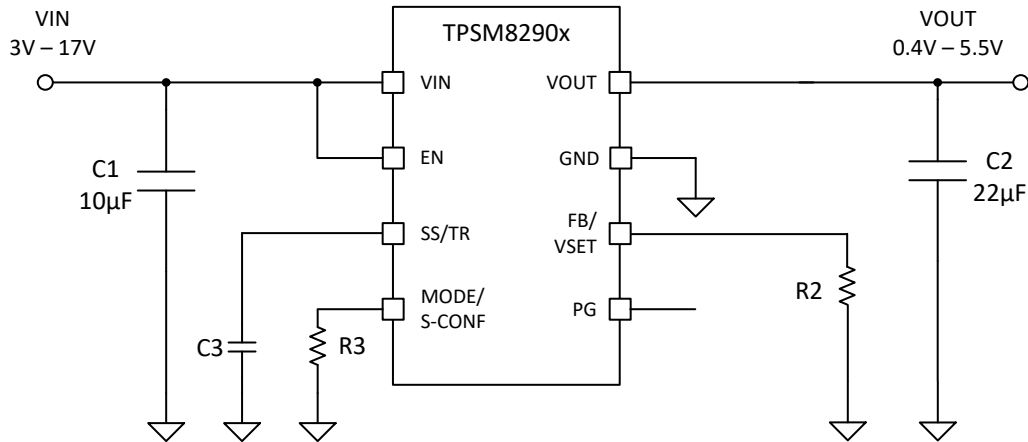 VIN
3V – 17V
TPSM8290x
VOUT
0.4V – 5.5V
VIN
VOUT
EN
GND
C1
10µF
C2
22µF
SS/TR
FB/
VSET
MODE/
S-CONF
PG
R2
C3
R3